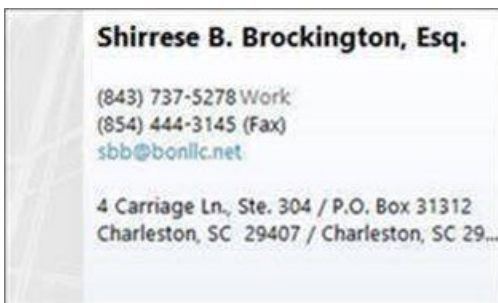 Shirrese B. Brockington, Esq.
(843) 737-5278 Work
(854) 444-3145 (Fax)
sbb@bonllc.net
4 Carriage Ln., Ste. 304 / P.O. Box 31312
Charleston, SC 29407 / Charleston, SC 29...